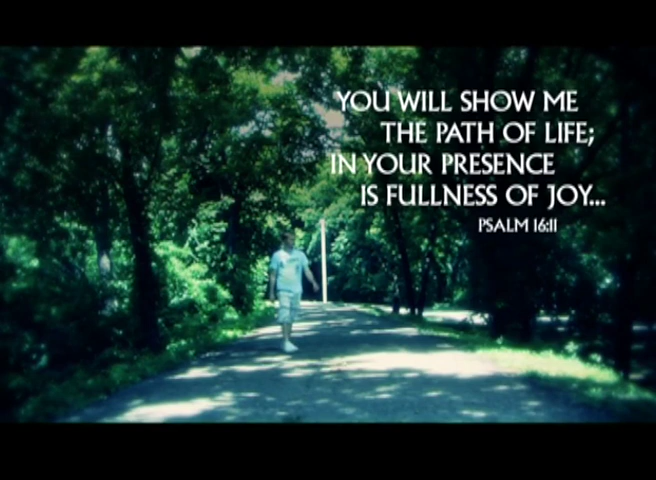 YOU WILL SHOW ME
THE PATH OF LIFE;
IN YOUR PRESENCE
IS FULLNESS OF JOY...
PSALM 16:11